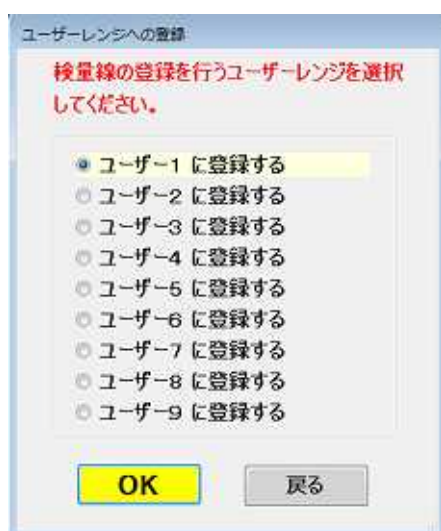 ユーザーレンジへの登録
検量線の登録を行うユーザーレンジを選択
してください。
ユーザー1 に登録する
ユーザー2 に登録する
ユーザー3 に登録する
ユーザー4 に登録する
ユーザー5 に登録する
ユーザー6 に登録する
ユーザー7 に登録する
ユーザー8 に登録する
ユーザー9 に登録する
OK
戻る